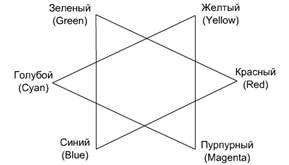 Зеленый
(Green)
Желтый
(Yellow)
Голубой
(Cyan)
Красный
(Red)
Синий
(Blue)
Пурпурный
(Magenta)